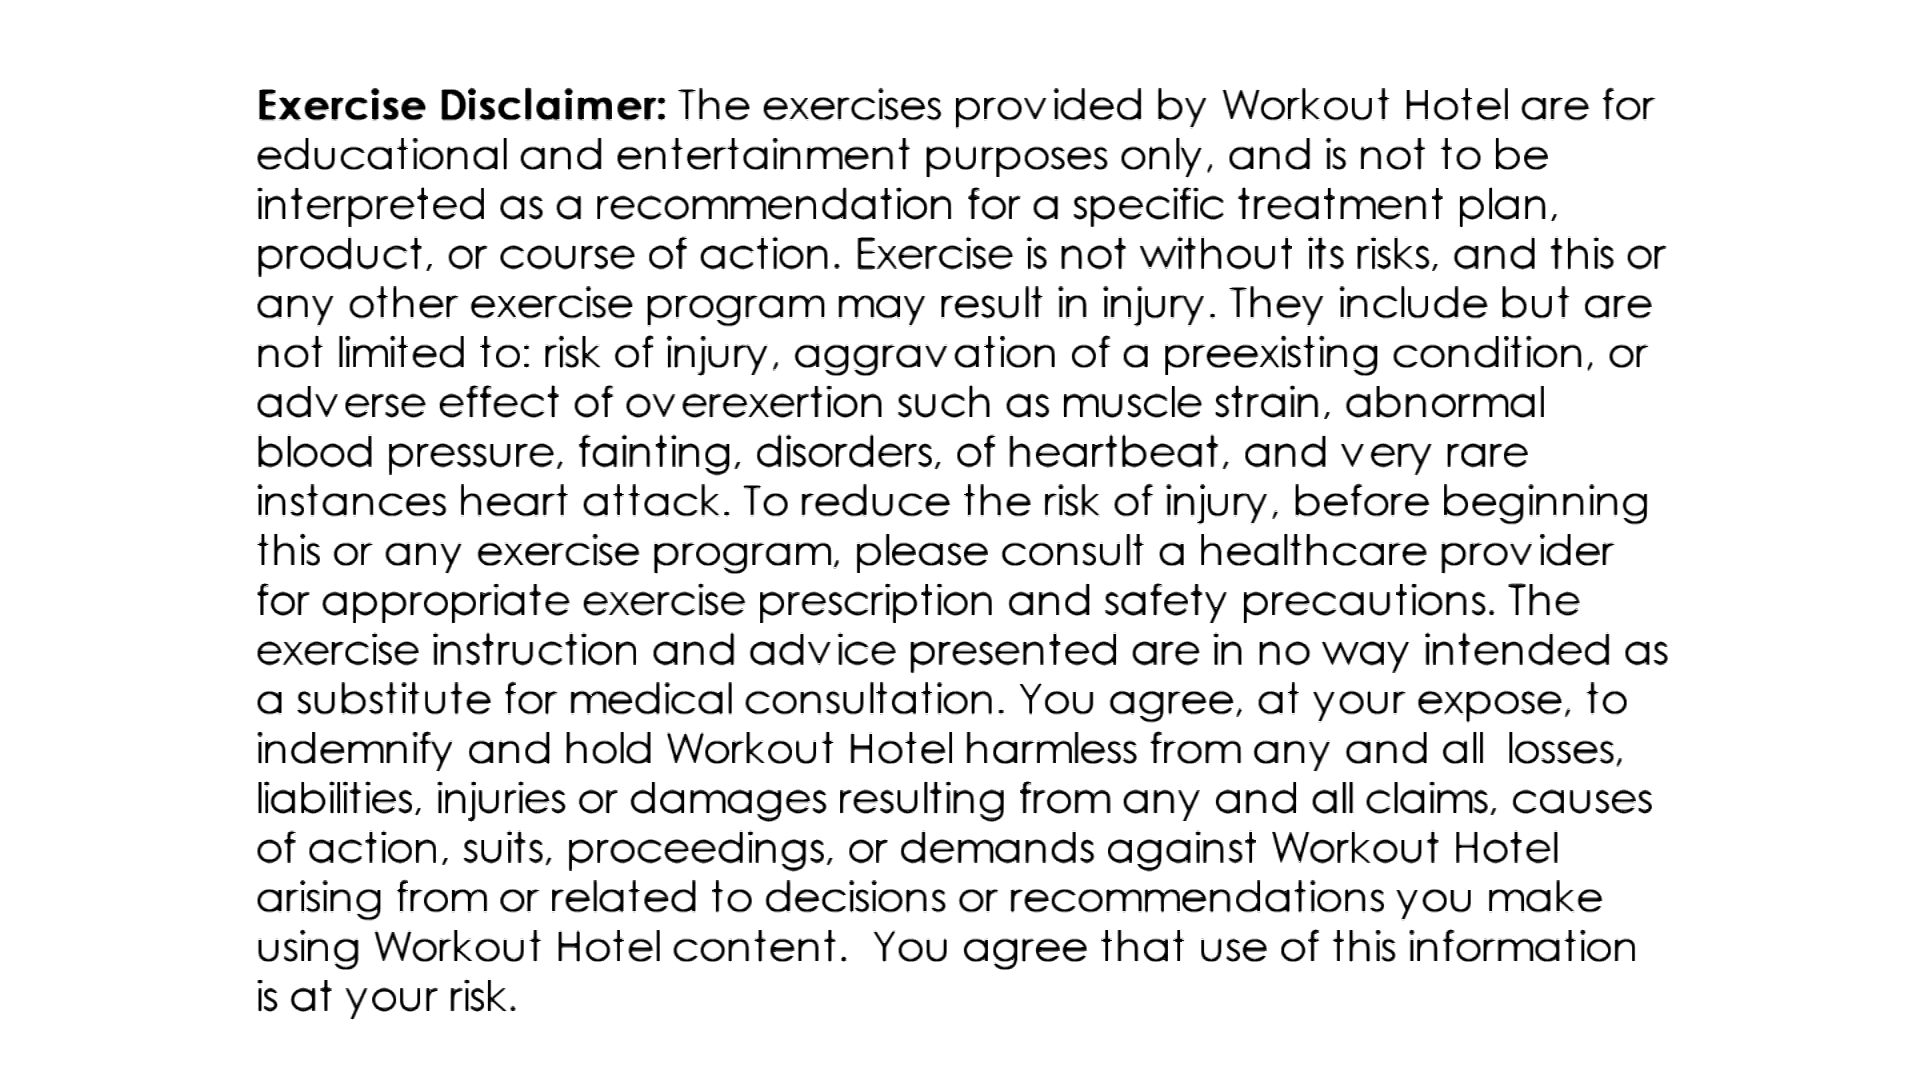 Exercise Disclaimer: The exercises provided by Workout Hotel are for
educational and entertainment purposes only, and is not to be
interpreted as a recommendation for a specific treatment plan,
product, or course of action. Exercise is not without its risks, and this or
any other exercise program may result in injury. They include but are
not limited to: risk of injury, aggravation of a preexisting condition, or
adverse effect of overexertion such as muscle strain, abnormal
blood pressure, fainting, disorders, of heartbeat, and very rare
instances heart attack. To reduce the risk of injury, before beginning
this or any exercise program, please consult a healthcare provider
for appropriate exercise prescription and safety precautions. The
exercise instruction and advice presented are in no way intended as
a substitute for medical consultation. You agree, at your expose, to
indemnify and hold Workout Hotel harmless from any and all  losses,
liabilities, injuries or damages resulting from any and all claims, causes
of action, suits, proceedings, or demands against Workout Hotel
arising from or related to decisions or recommendations you make
using Workout Hotel content.  You agree that use of this information
is at your risk.